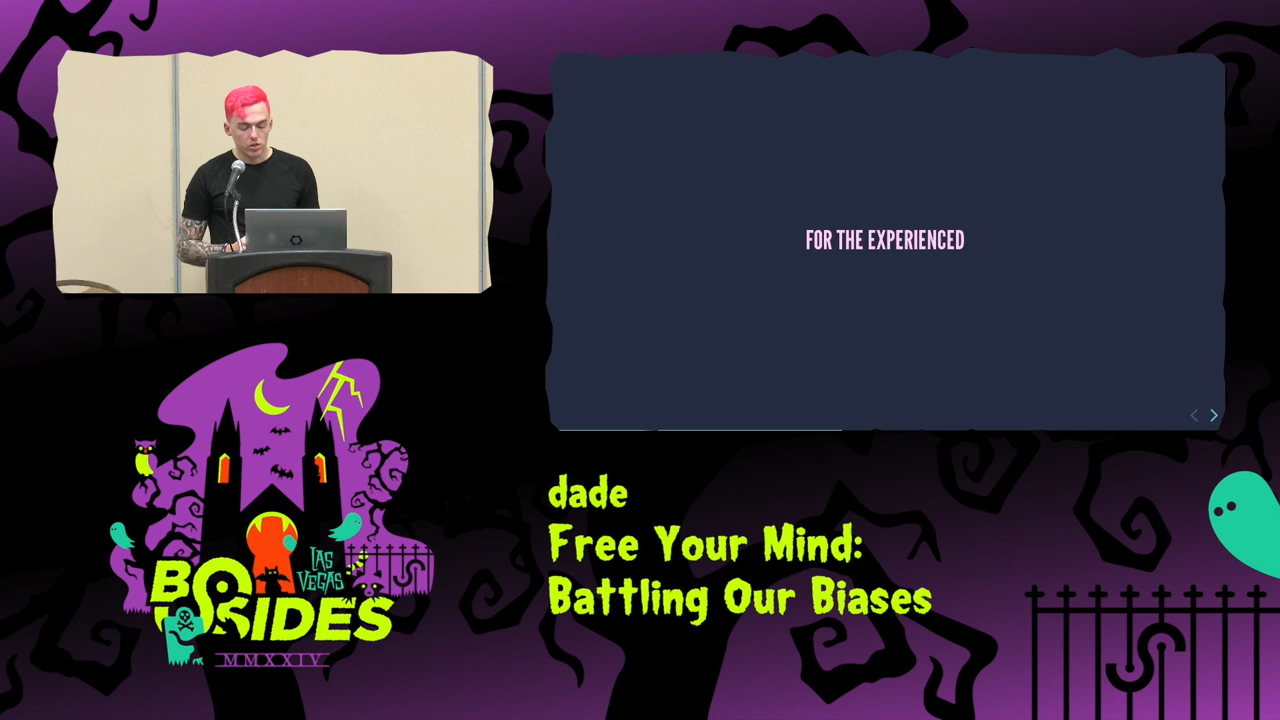 FOR THE EXPERIENCED
dade
Free Your Mind:
Battling Our Biases
LAS
VEGAS
BSIDES
MMXXIV